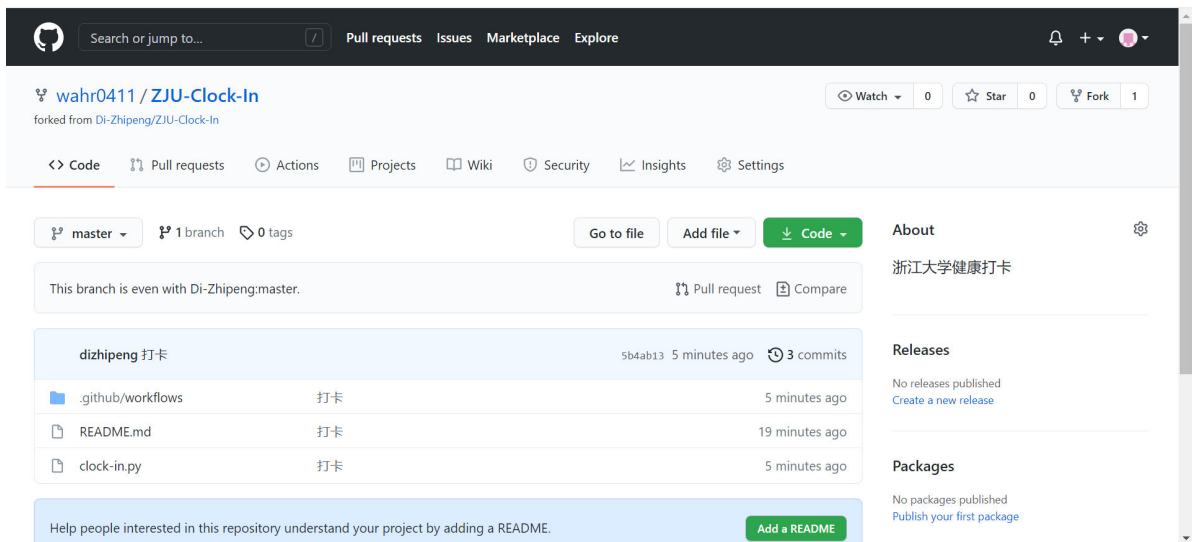 Search or jump to... / Pull requests Issues Marketplace Explore
wahr0411 / ZJU-Clock-In Watch 0 Star 0 Fork 1
forked from Di-Zhipeng/ZJU-Clock-In
<> Code Pull requests Actions Projects Wiki Security Insights Settings
master 1 branch 0 tags Go to file Add file Code
About
浙江大学健康打卡
This branch is even with Di-Zhipeng:master. Pull request Compare
dizhipeng 打卡 5b4ab13 5 minutes ago 3 commits
.github/workflows 打卡 5 minutes ago
README.md 打卡 19 minutes ago
clock-in.py 打卡 5 minutes ago
Releases
No releases published
Create a new release
Packages
No packages published
Publish your first package
Help people interested in this repository understand your project by adding a README. Add a README